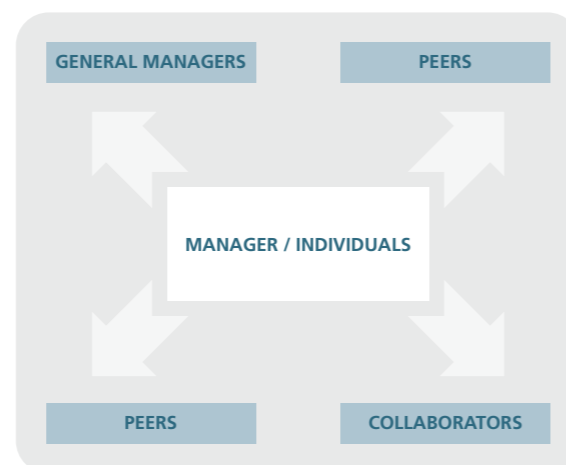 GENERAL MANAGERS
PEERS
MANAGER / INDIVIDUALS
PEERS
COLLABORATORS